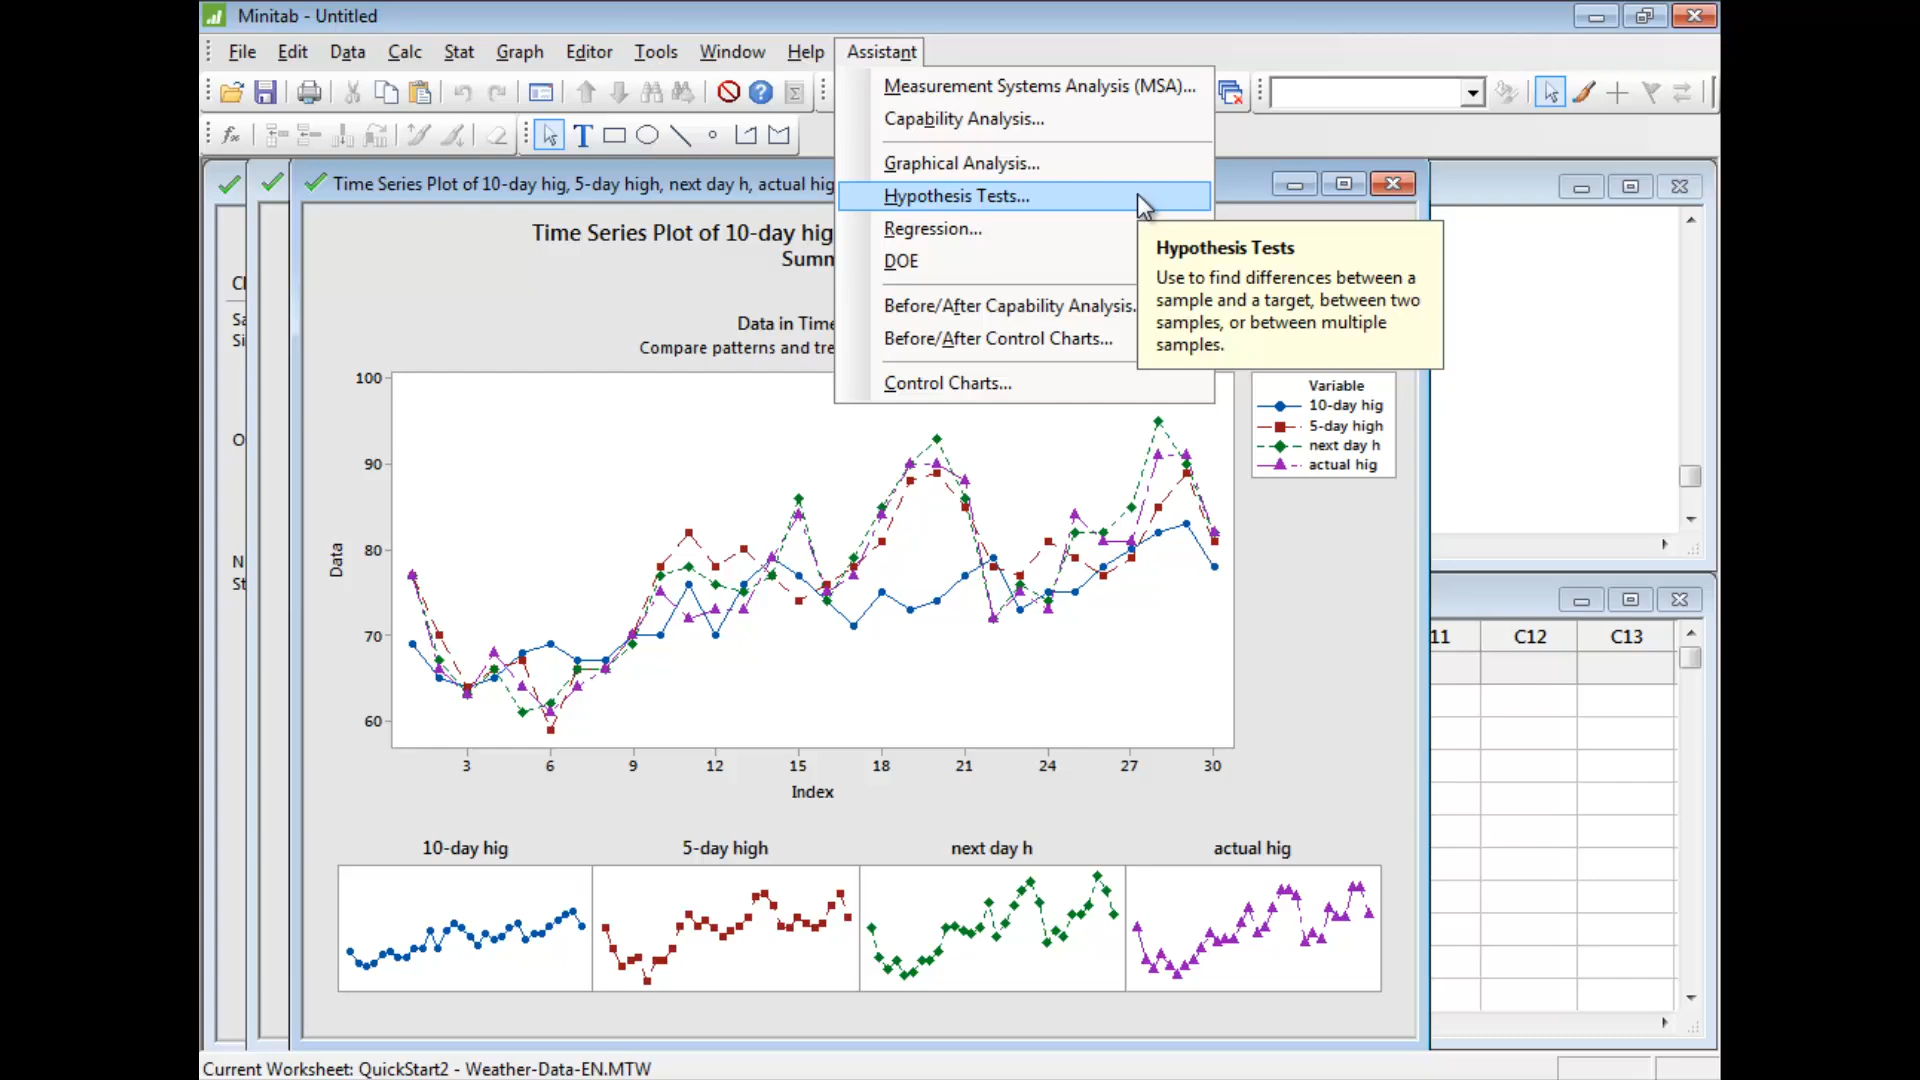 Minitab - Untitled
File Edit Data Calc Stat Graph Editor Tools Window Help Assistant
Measurement Systems Analysis (MSA)...
Capability Analysis...
Graphical Analysis...
Hypothesis Tests...
Regression...
DOE
Before/After Capability Analysis.
Before/After Control Charts...
Control Charts...
Hypothesis Tests
Use to find differences between a
sample and a target, between two
samples, or between multiple
samples.
Time Series Plot of 10-day hig, 5-day high, next day h, actual hig
Time Series Plot of 10-day hig
Summ
Data in Time
Compare patterns and tre
Variable
10-day hig
5-day high
next day h
actual hig
100
90
80
70
60
Data
3 6 9 12 15 18 21 24 27 30
Index
10-day hig 5-day high next day h actual hig
Cl
Sa
Si
O
N
St
11 C12 C13
Current Worksheet: QuickStart2 - Weather-Data-EN.MTW